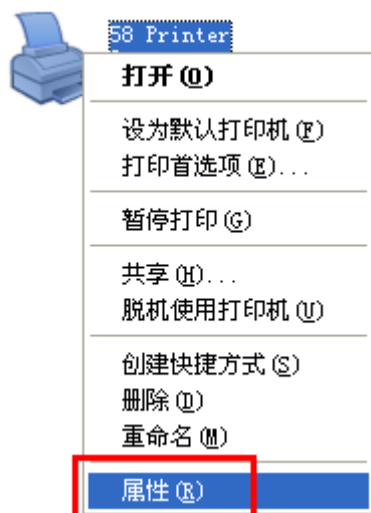 58 Printer
打开(O)
设为默认打印机(F)
打印首选项(E)...
暂停打印(G)
共享(H)...
脱机使用打印机(U)
创建快捷方式(S)
删除(D)
重命名(M)
属性(R)